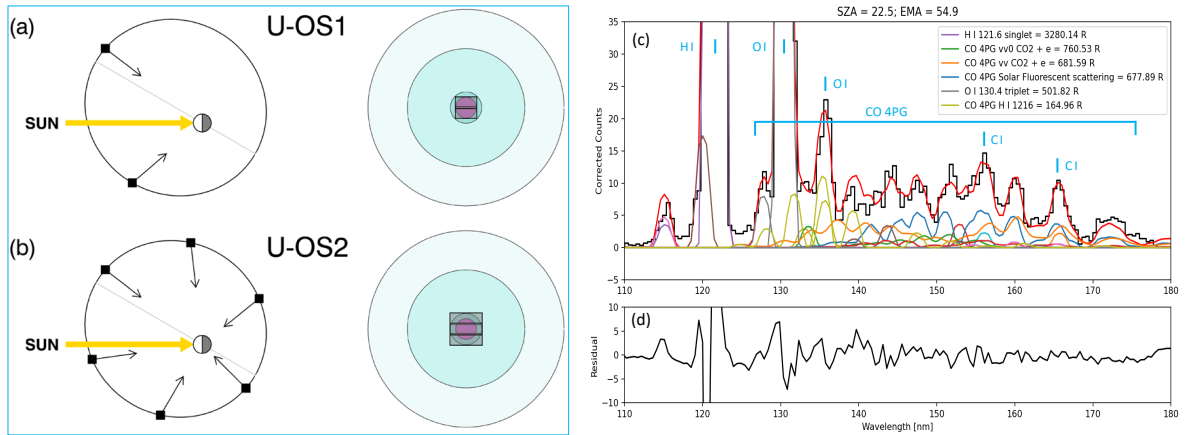 (a)
U-OS1
SUN
(b)
U-OS2
SUN
SZA = 22.5; EMA = 54.9
(c)
H I
O I
O I
CO 4PG
C I
C I
H I 121.6 singlet = 3280.14 R
CO 4PG vv0 CO2 + e = 760.53 R
CO 4PG vv CO2 + e = 681.59 R
CO 4PG Solar Fluorescent scattering = 677.89 R
O I 130.4 triplet = 501.82 R
CO 4PG H I 1216 = 164.96 R
Corrected Counts
35
30
25
20
15
10
5
0
−5
110 120 130 140 150 160 170 180
(d)
Residual
10
5
0
−5
−10
110 120 130 140 150 160 170 180
Wavelength [nm]